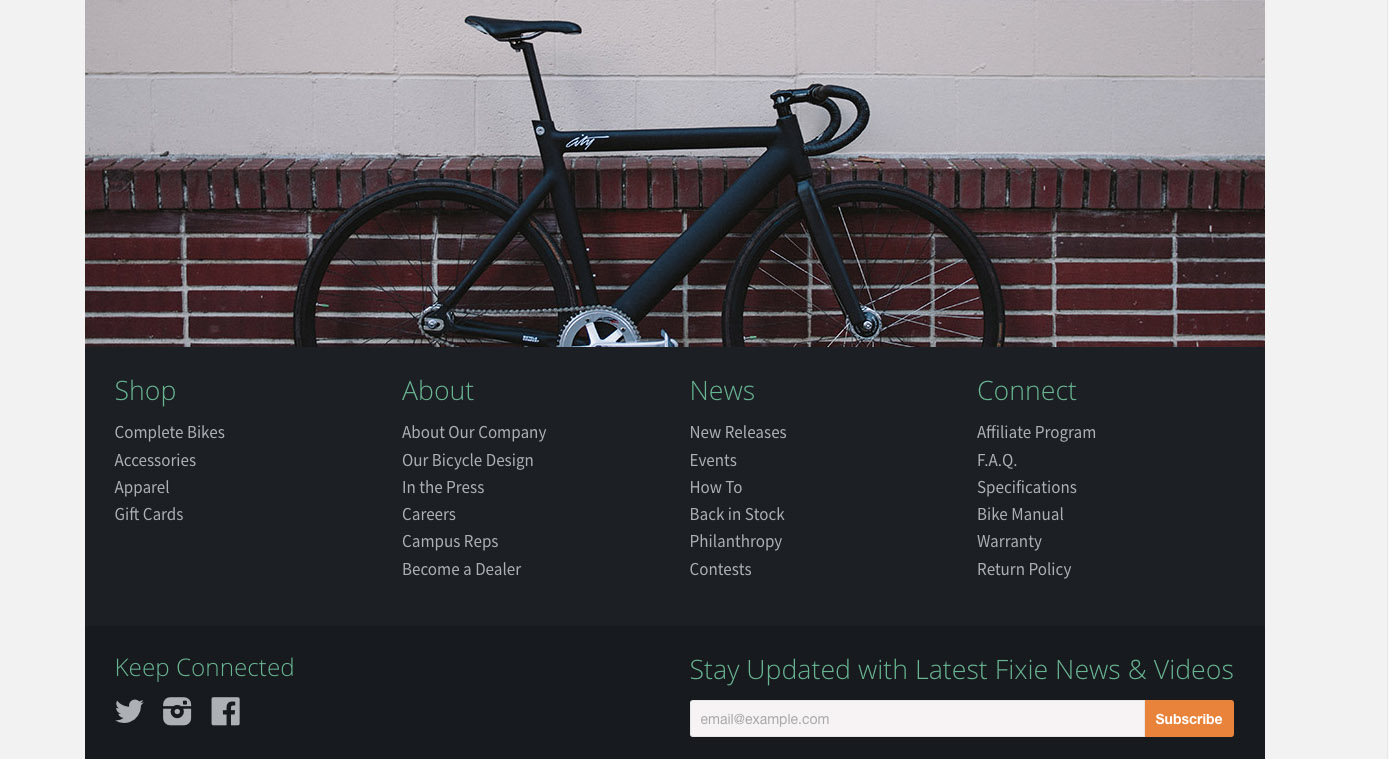 city
Shop
Complete Bikes
Accessories
Apparel
Gift Cards
About
About Our Company
Our Bicycle Design
In the Press
Careers
Campus Reps
Become a Dealer
News
New Releases
Events
How To
Back in Stock
Philanthropy
Contests
Connect
Affiliate Program
F.A.Q.
Specifications
Bike Manual
Warranty
Return Policy
Keep Connected
Stay Updated with Latest Fixie News & Videos
email@example.com
Subscribe